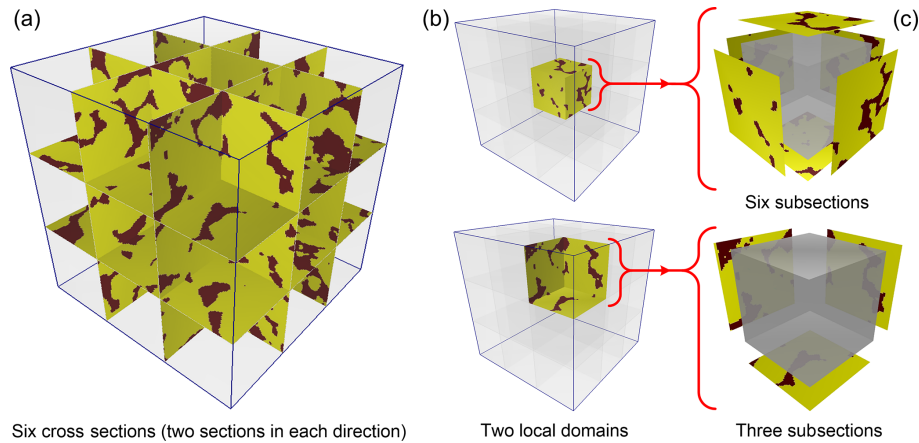 (a)
(b)
(c)
Six subsections
Six cross sections (two sections in each direction)
Two local domains
Three subsections